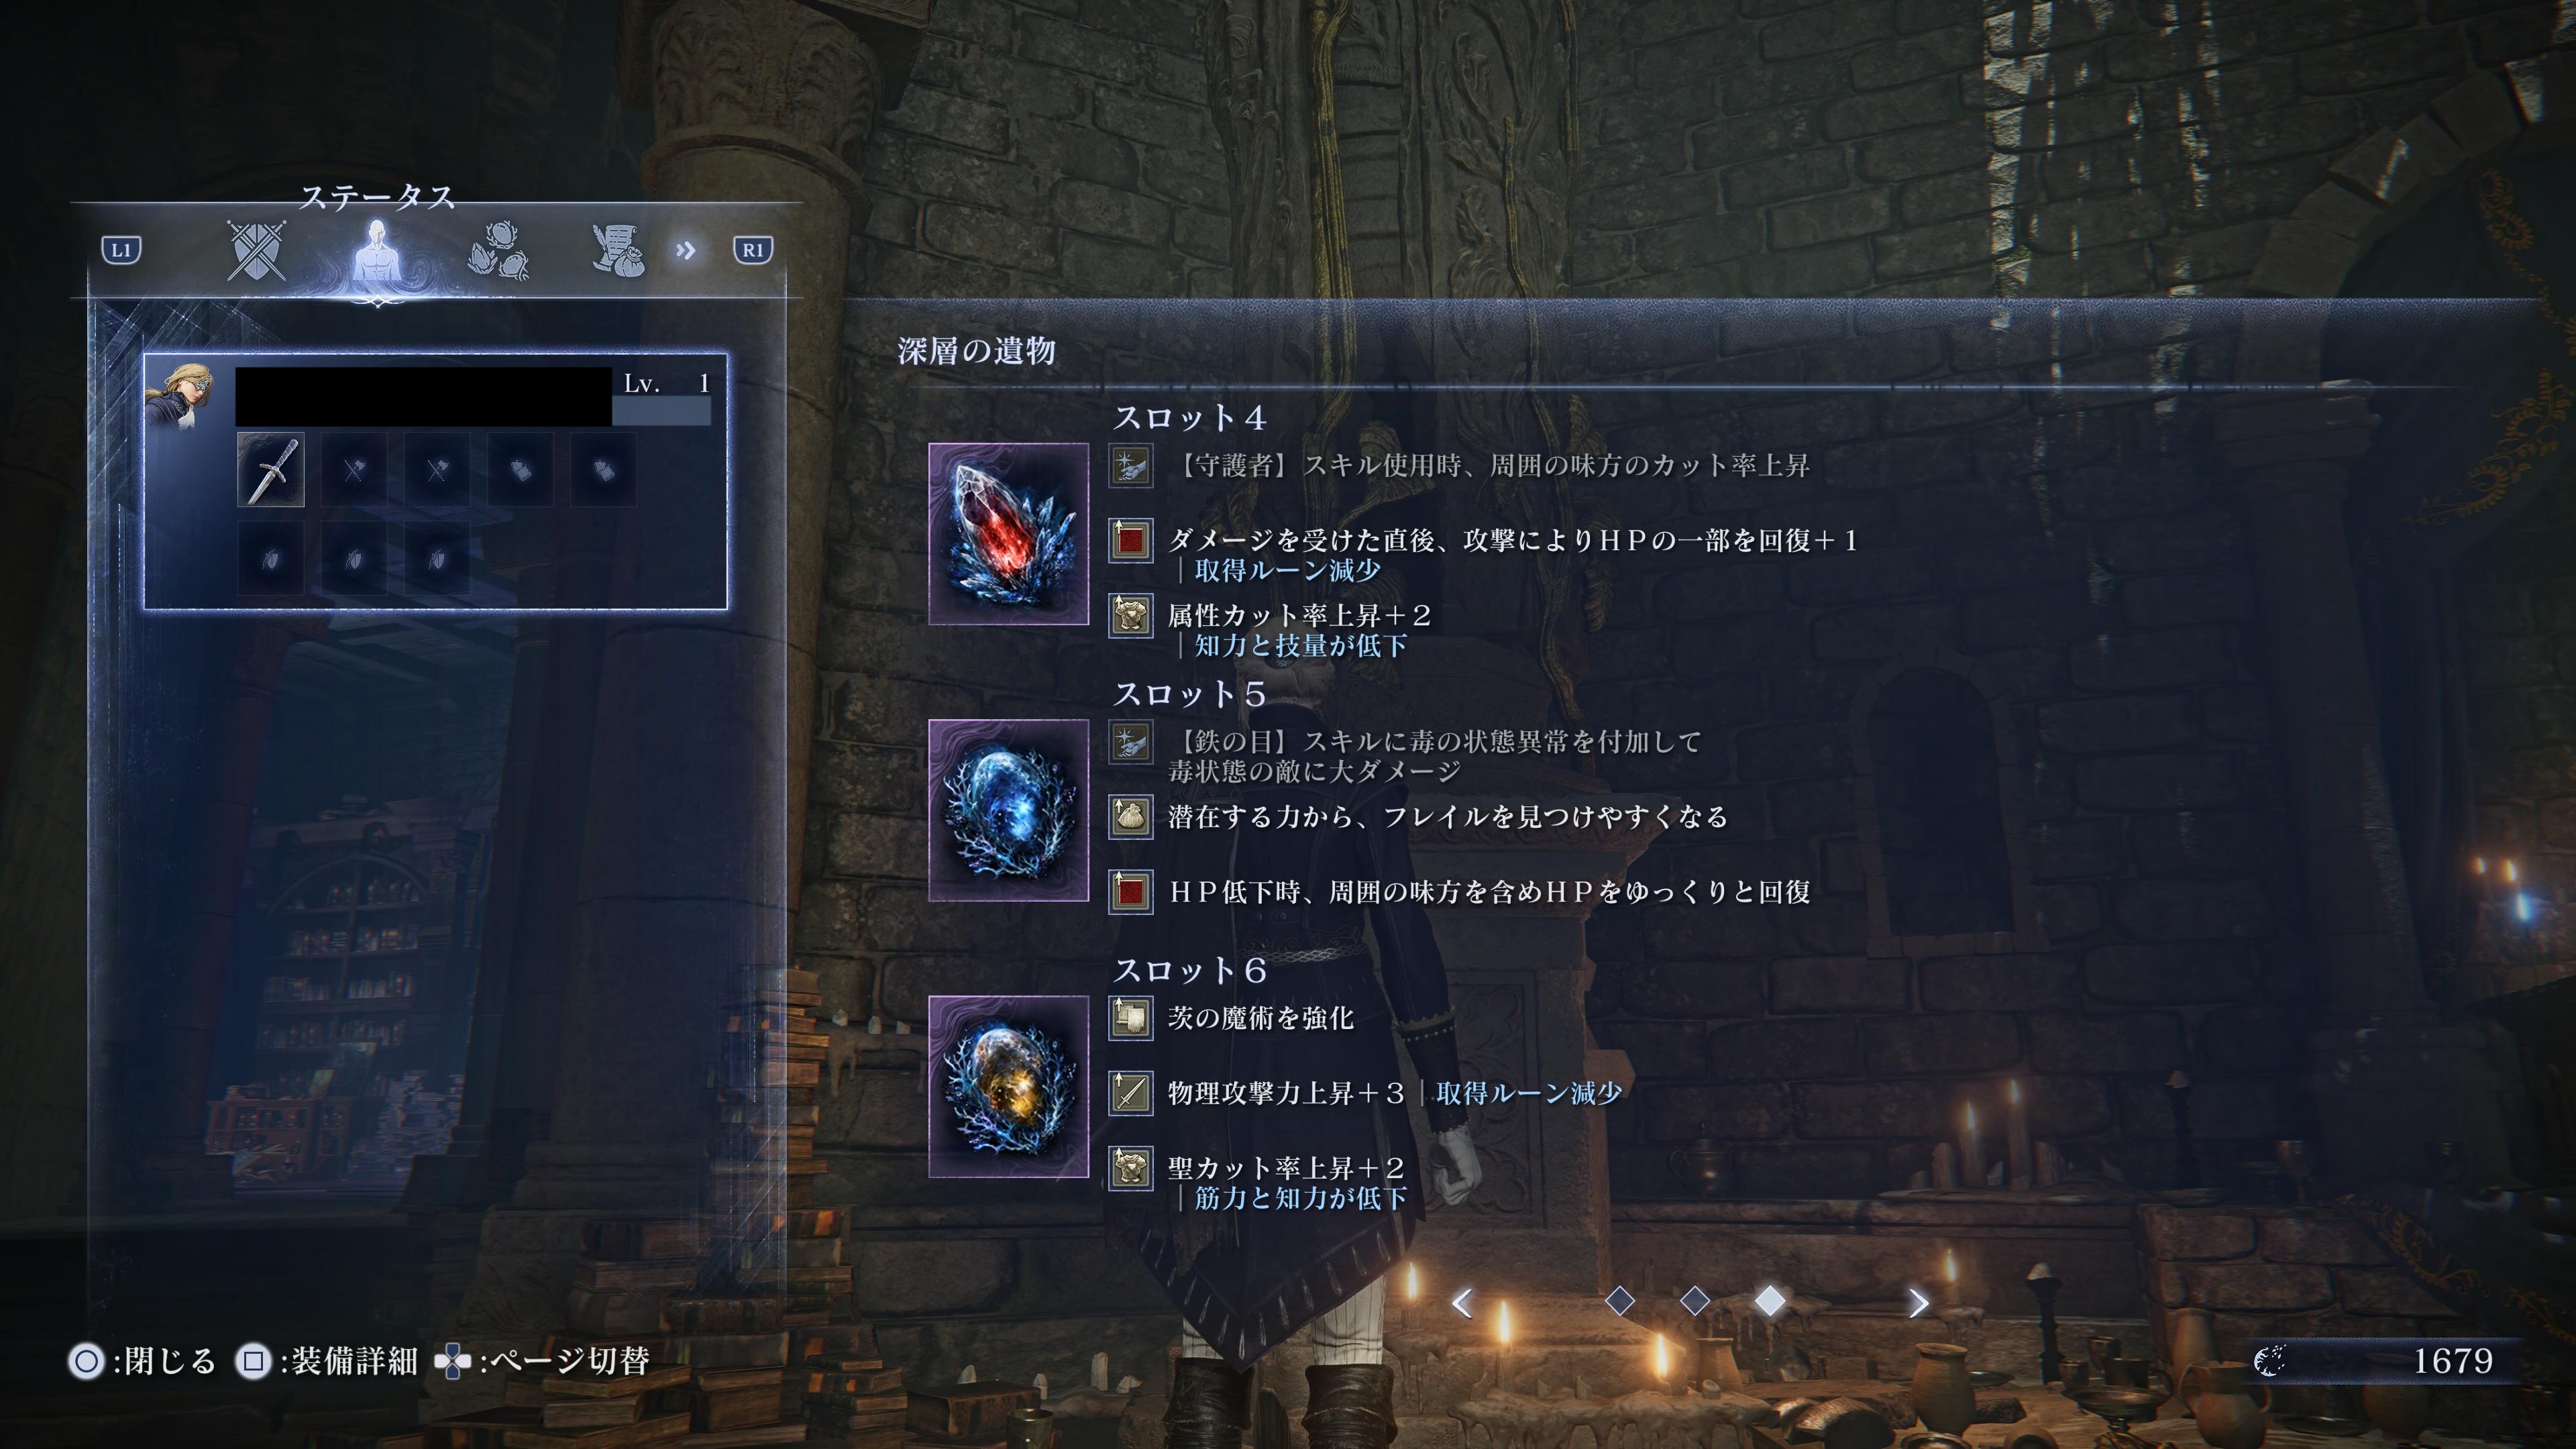 ステータス
L1
R1
Lv. 1
深層の遺物
スロット4
【守護者】スキル使用時、周囲の味方のカット率上昇
ダメージを受けた直後、攻撃によりHPの一部を回復+1
|取得ルーン減少
属性カット率上昇+2
|知力と技量が低下
スロット5
【鉄の目】スキルに毒の状態異常を付加して
毒状態の敵に大ダメージ
潜在する力から、フレイルを見つけやすくなる
HP低下時、周囲の味方を含めHPをゆっくりと回復
スロット6
茨の魔術を強化
物理攻撃力上昇+3|取得ルーン減少
聖カット率上昇+2
|筋力と知力が低下
:閉じる :装備詳細 :ページ切替
1679